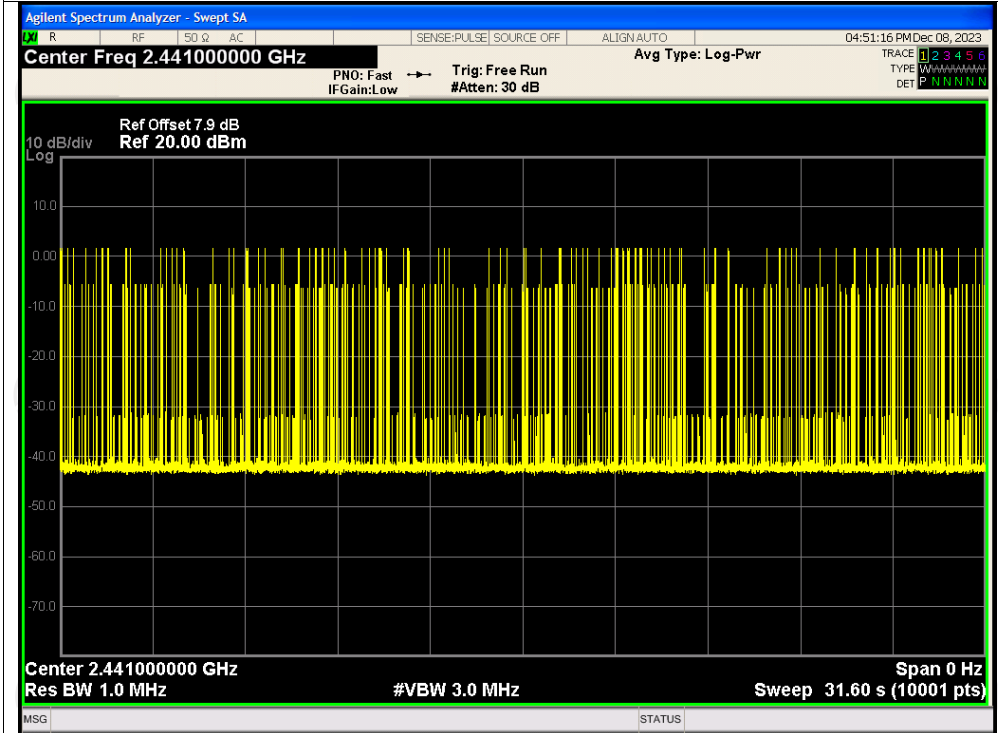 Agilent Spectrum Analyzer - Swept SA
LXI R RF 50 Ω AC SENSE:PULSE SOURCE OFF ALIGN AUTO 04:51:16 PM Dec 08, 2023
Center Freq 2.441000000 GHz Avg Type: Log-Pwr TRACE 1 2 3 4 5 6
PNO: Fast Trig: Free Run TYPE WWWWWW
IFGain:Low #Atten: 30 dB DET P N N N N N
Ref Offset 7.9 dB
10 dB/div Ref 20.00 dBm
Log
10.0
0.00
-10.0
-20.0
-30.0
-40.0
-50.0
-60.0
-70.0
Center 2.441000000 GHz Span 0 Hz
Res BW 1.0 MHz #VBW 3.0 MHz Sweep 31.60 s (10001 pts)
MSG STATUS